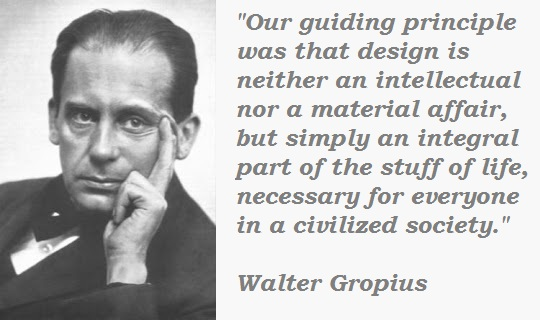 "Our guiding principle
was that design is
neither an intellectual
nor a material affair,
but simply an integral
part of the stuff of life,
necessary for everyone
in a civilized society."
Walter Gropius